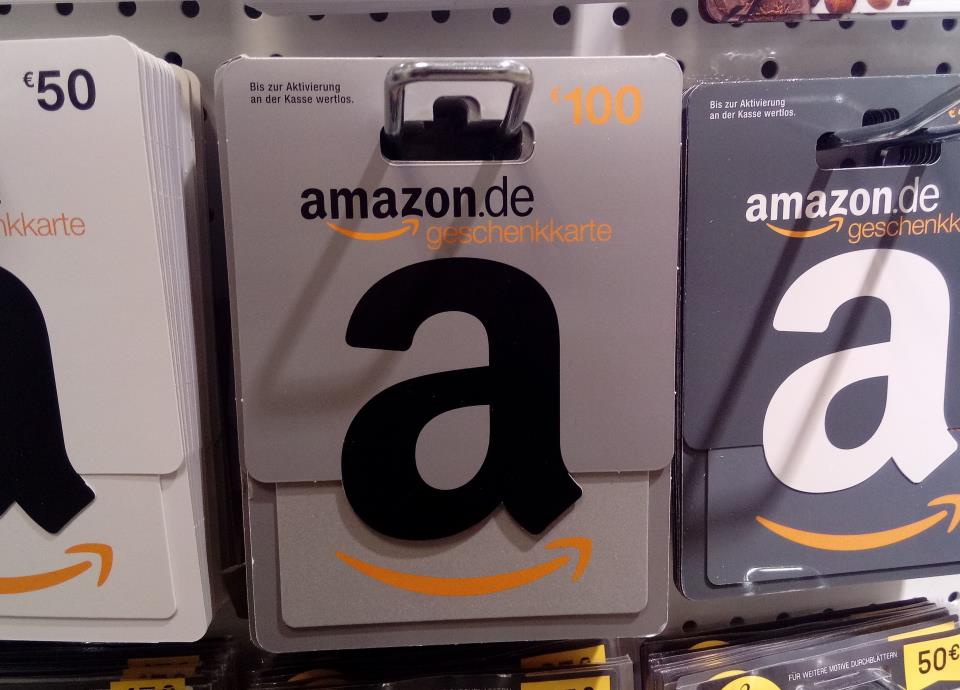 €50
nkkarte
Bis zur Aktivierung
an der Kasse wertlos.
€100
amazon.de
geschenkkarte
a
Bis zur Aktivierung
an der Kasse wertlos.
€
amazon.de
geschenkk
a
FÜR WEITERE MOTIVE DURCHBLÄTTERN
50€